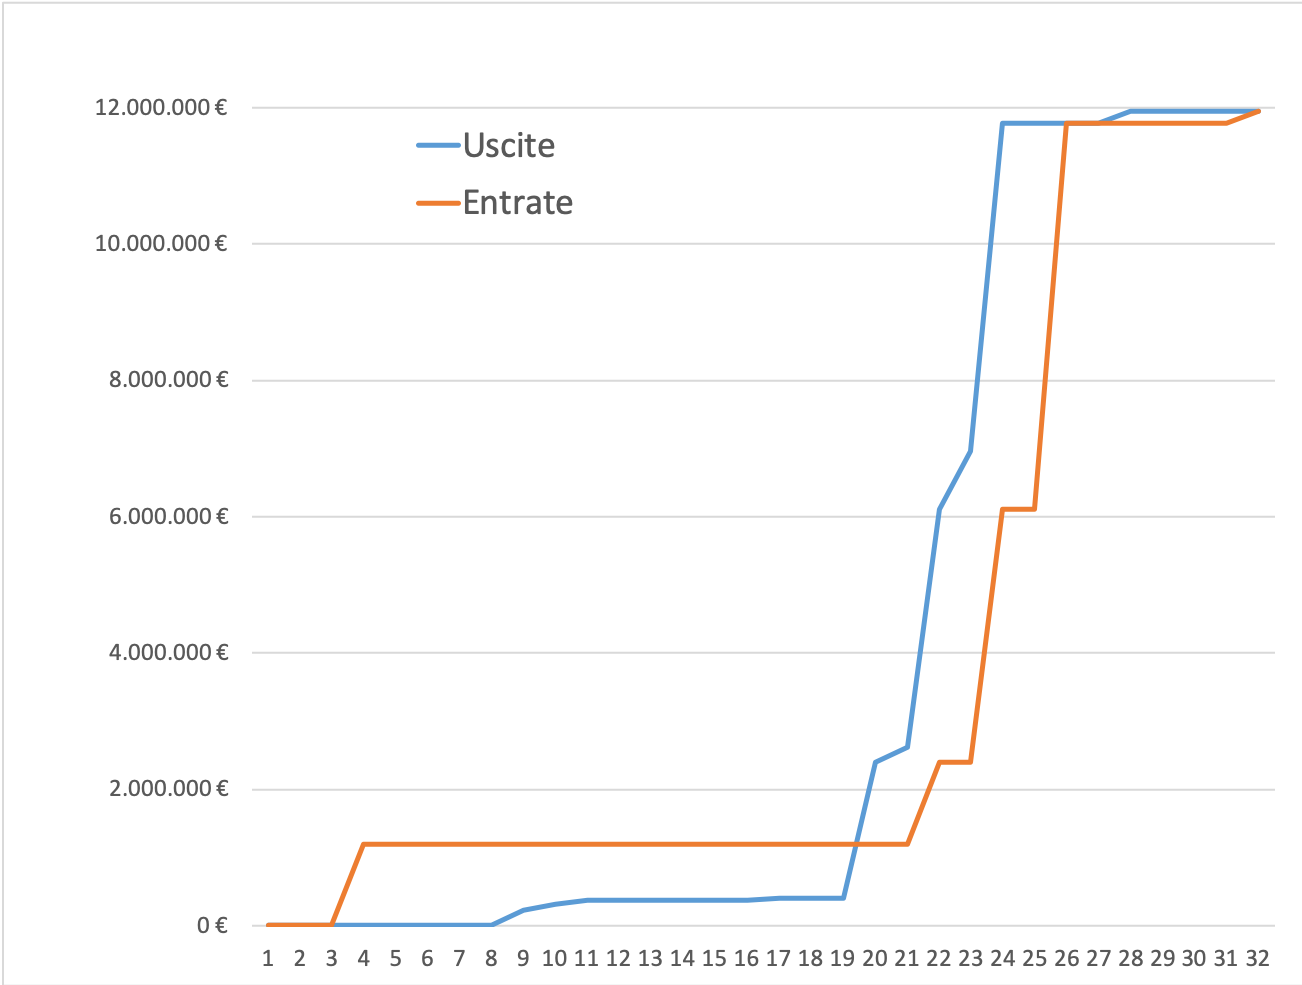 12.000.000 €
Uscite
Entrate
10.000.000 €
8.000.000 €
6.000.000 €
4.000.000 €
2.000.000 €
0 €
1 2 3 4 5 6 7 8 9 10 11 12 13 14 15 16 17 18 19 20 21 22 23 24 25 26 27 28 29 30 31 32